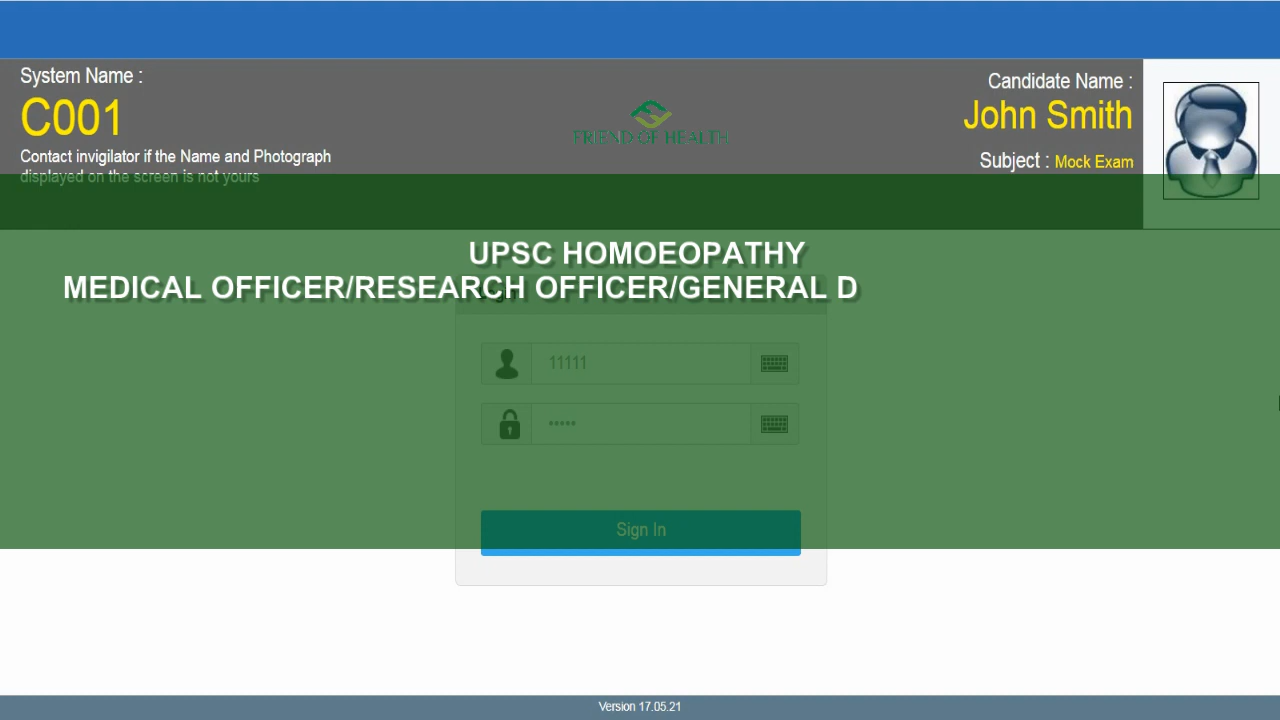 System Name :
C001
Contact invigilator if the Name and Photograph
displayed on the screen is not yours
FRIEND OF HEALTH
Candidate Name :
John Smith
Subject : Mock Exam
UPSC HOMOEOPATHY
MEDICAL OFFICER/RESEARCH OFFICER/GENERAL D
11111
•••••
Sign In
Version 17.05.21